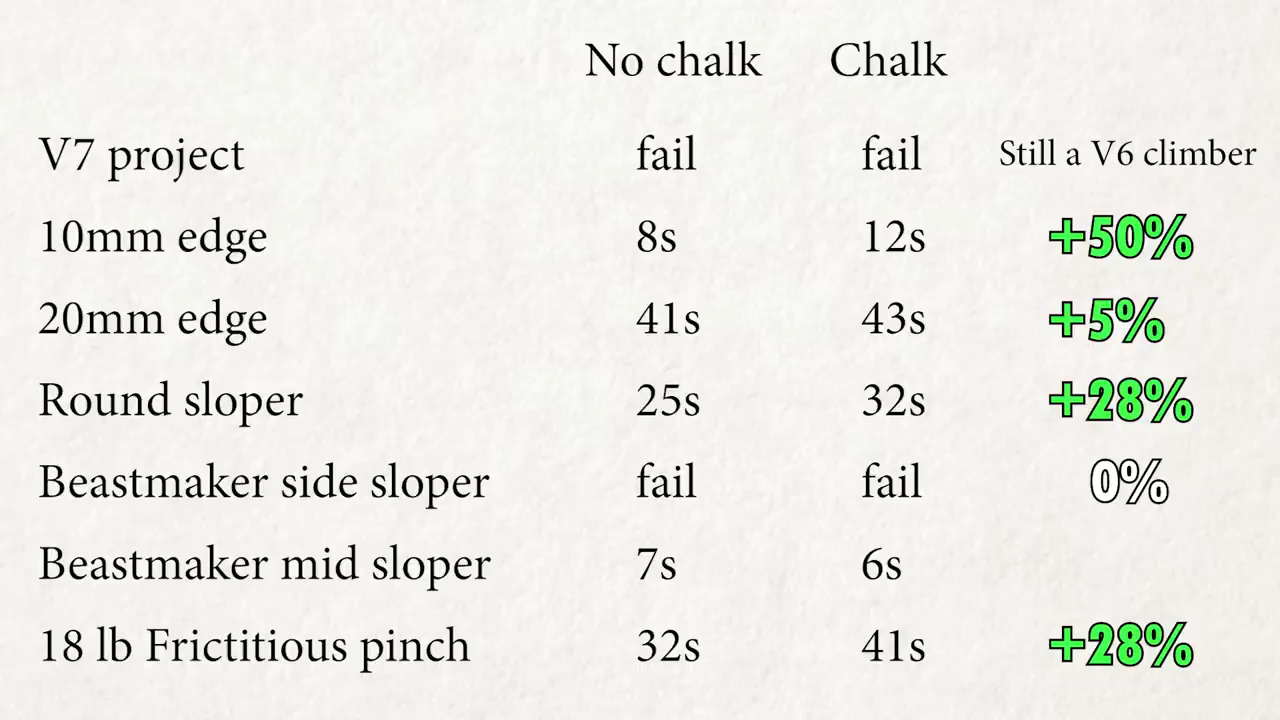 No chalk Chalk
V7 project fail fail Still a V6 climber
10mm edge 8s 12s +50%
20mm edge 41s 43s +5%
Round sloper 25s 32s +28%
Beastmaker side sloper fail fail 0%
Beastmaker mid sloper 7s 6s
18 lb Frictitious pinch 32s 41s +28%